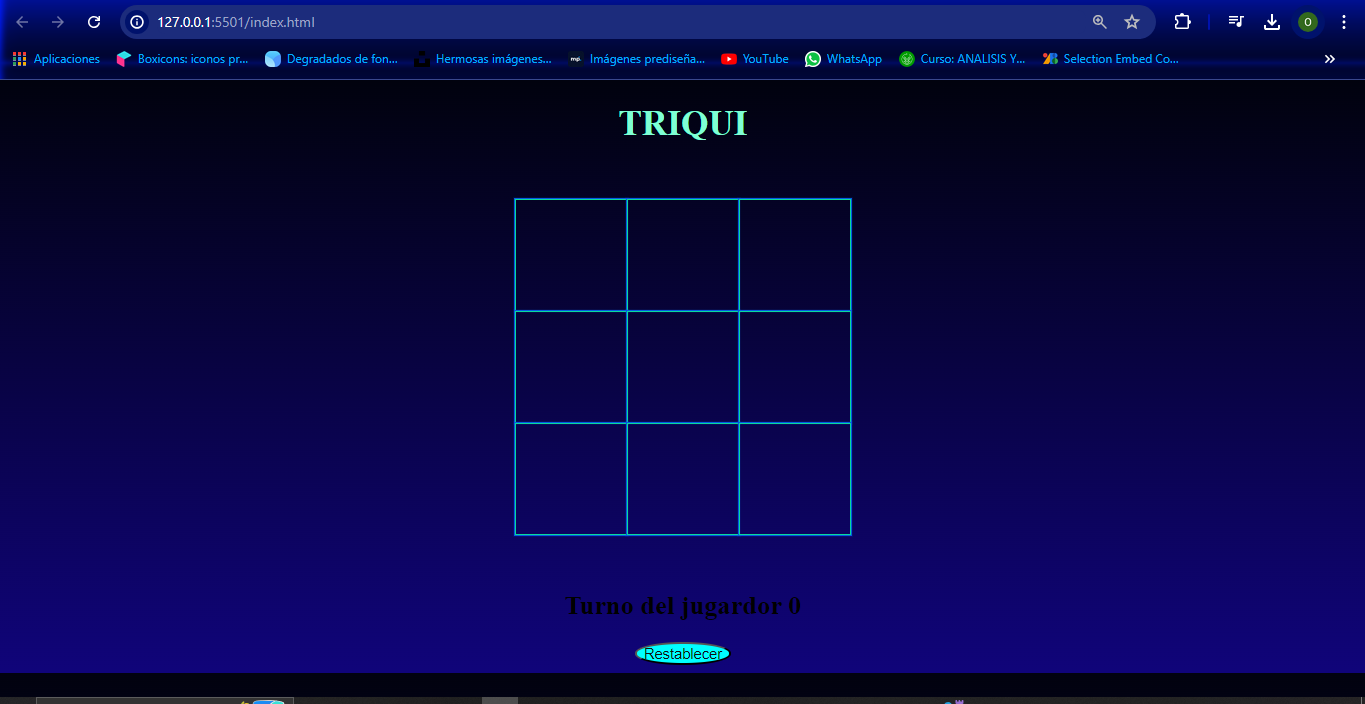 127.0.0.1:5501/index.html
O
Aplicaciones Boxicons: iconos pr... Degradados de fon... Hermosas imágenes... Imágenes prediseña... YouTube WhatsApp Curso: ANALISIS Y... Selection Embed Co...
TRIQUI
Turno del jugardor 0
Restablecer